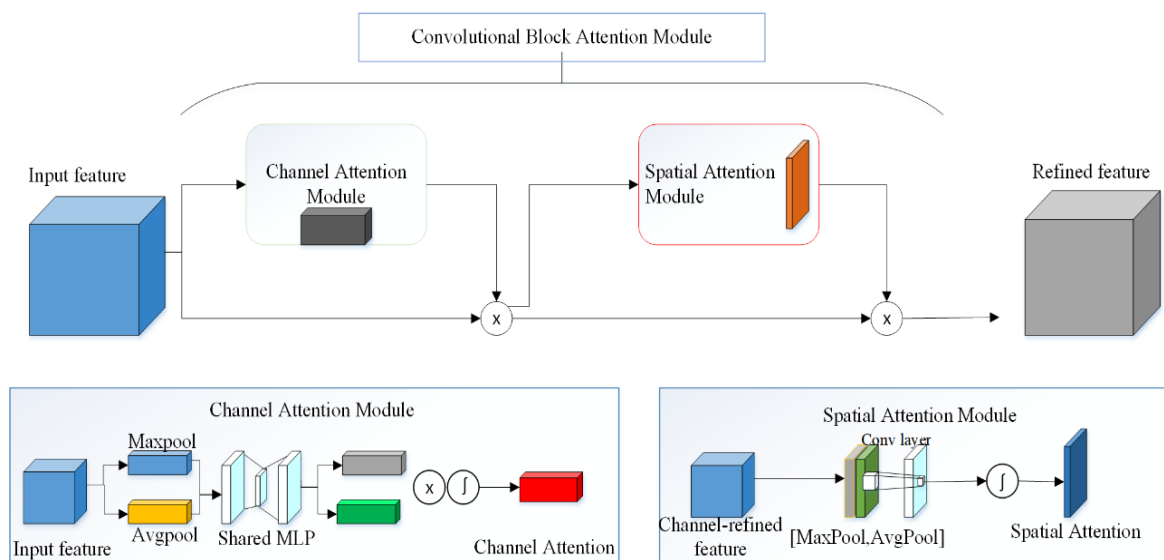 Convolutional Block Attention Module
Input feature
Channel Attention
Module
Spatial Attention
Module
Refined feature
x
x
Channel Attention Module
Maxpool
Avgpool
Shared MLP
x
∫
Input feature
Channel Attention
Spatial Attention Module
Conv layer
∫
Channel-refined
feature
[MaxPool,AvgPool]
Spatial Attention